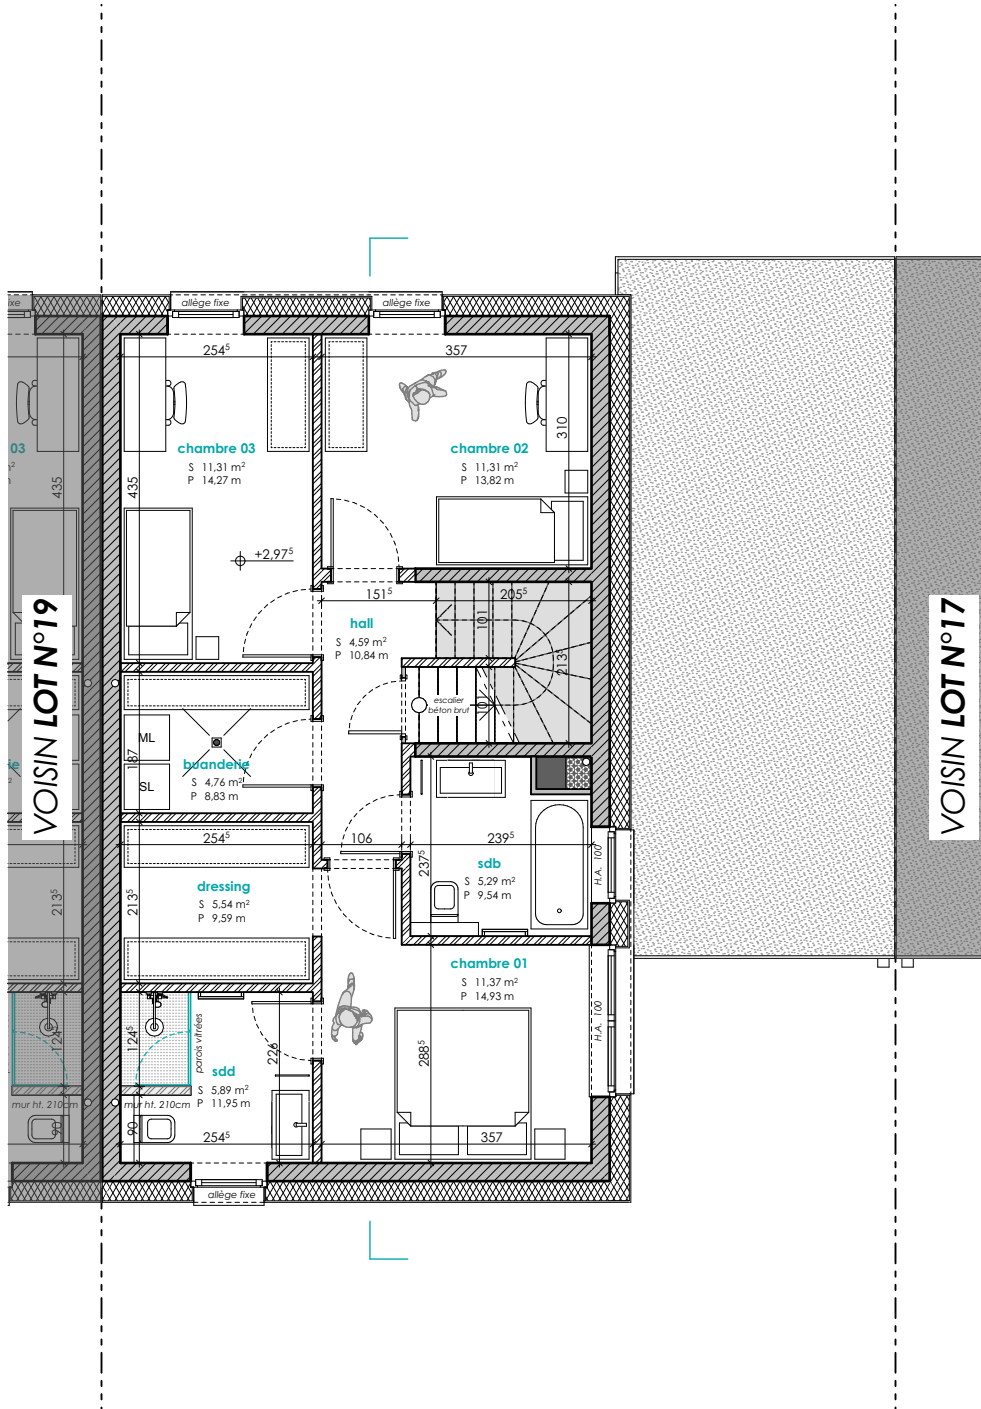 allège fixe
allège fixe
ixe
254⁵
357
310
chambre 03
S 11,31 m²
P 14,27 m
chambre 02
S 11,31 m²
P 13,82 m
03
435
435
+2,97⁵
151⁵
205⁵
101
hall
S 4,59 m²
P 10,84 m
213⁵
escalier
béton brut
VOISIN LOT N°19
VOISIN LOT N°17
ML
187
SL
buanderie
S 4,76 m²
P 8,83 m
254⁵
106
239⁵
237⁵
H.A. 100
sdb
S 5,29 m²
P 9,54 m
dressing
S 5,54 m²
P 9,59 m
213⁵
213⁵
chambre 01
S 11,37 m²
P 14,93 m
H.A. 100
124⁵
124⁵
parois vitrées
226
288⁵
sdd
S 5,89 m²
P 11,95 m
mur ht. 210cm
mur ht. 210cm
90
90
254⁵
357
allège fixe